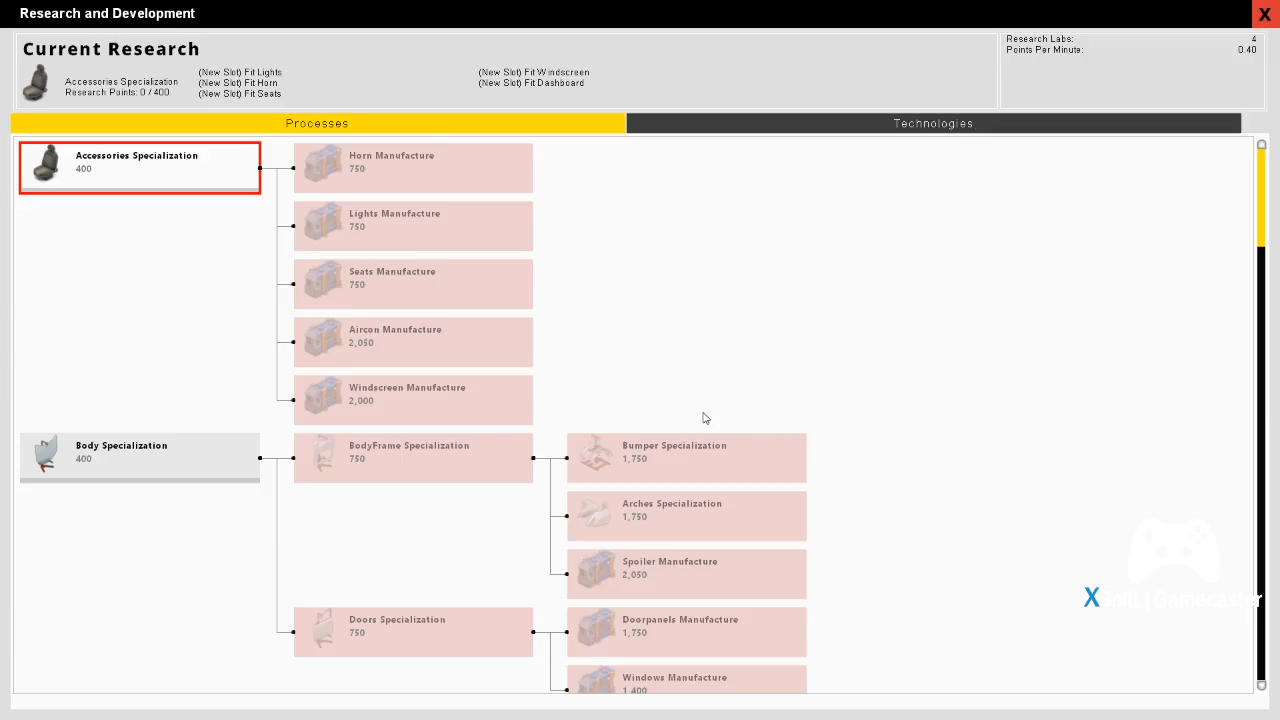 Research and Development
X
Current Research
Accessories Specialization
Research Points: 0 / 400
(New Slot) Fit Lights
(New Slot) Fit Horn
(New Slot) Fit Seats
(New Slot) Fit Windscreen
(New Slot) Fit Dashboard
Research Labs: 4
Points Per Minute: 0.40
Processes
Technologies
Accessories Specialization
400
Horn Manufacture
750
Lights Manufacture
750
Seats Manufacture
750
Aircon Manufacture
2,050
Windscreen Manufacture
2,000
Body Specialization
400
BodyFrame Specialization
750
Bumper Specialization
1,750
Arches Specialization
1,750
Spoiler Manufacture
2,050
XSplit | Gamecaster
Doors Specialization
750
Doorpanels Manufacture
1,750
Windows Manufacture
1,400